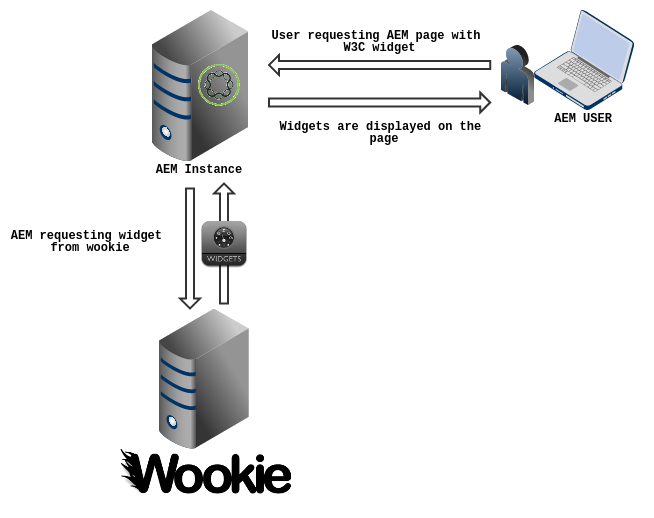 User requesting AEM page with
W3C widget
Widgets are displayed on the
page
AEM USER
AEM Instance
AEM requesting widget
from wookie
WIDGETS
Wookie